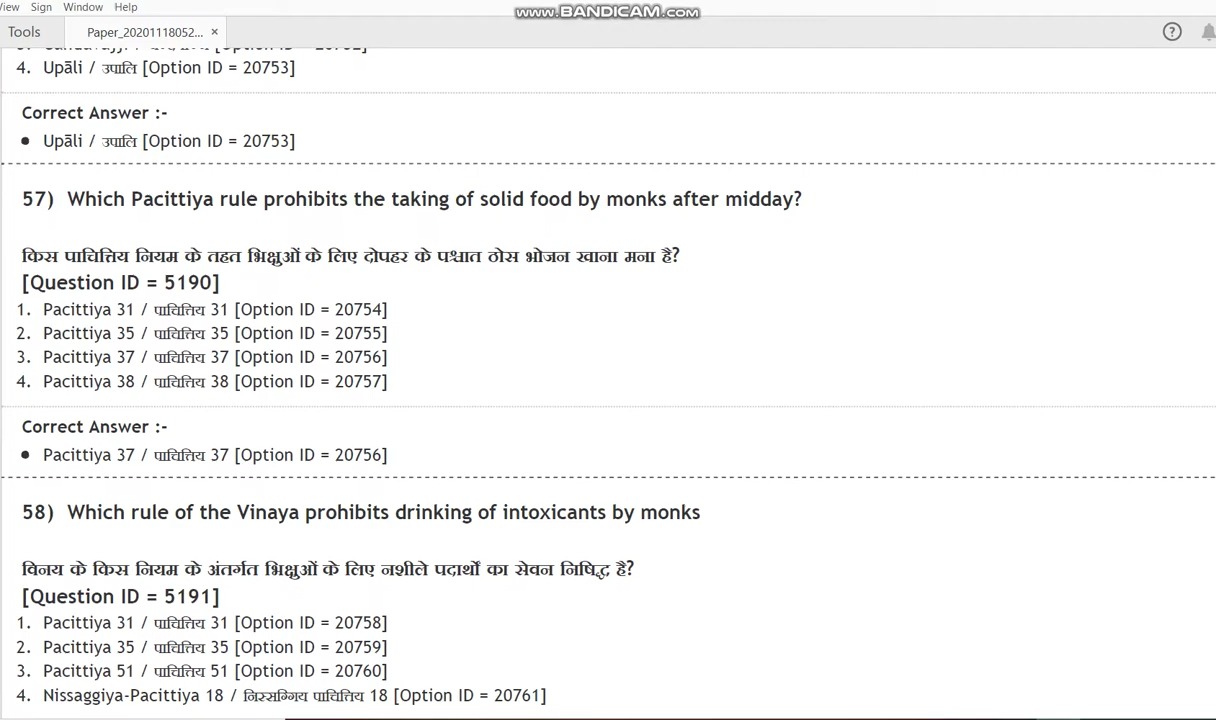 View Sign Window Help
www.BANDICAM.com
Tools Paper_20201118052... ×
4. Upāli / उपालि [Option ID = 20753]
Correct Answer :-
• Upāli / उपालि [Option ID = 20753]
57) Which Pacittiya rule prohibits the taking of solid food by monks after midday?
किस पाचित्तिय नियम के तहत भिक्षुओं के लिए दोपहर के पश्चात ठोस भोजन खाना मना है?
[Question ID = 5190]
1. Pacittiya 31 / पाचित्तिय 31 [Option ID = 20754]
2. Pacittiya 35 / पाचित्तिय 35 [Option ID = 20755]
3. Pacittiya 37 / पाचित्तिय 37 [Option ID = 20756]
4. Pacittiya 38 / पाचित्तिय 38 [Option ID = 20757]
Correct Answer :-
• Pacittiya 37 / पाचित्तिय 37 [Option ID = 20756]
58) Which rule of the Vinaya prohibits drinking of intoxicants by monks
विनय के किस नियम के अंतर्गत भिक्षुओं के लिए नशीले पदार्थों का सेवन निषिद्ध है?
[Question ID = 5191]
1. Pacittiya 31 / पाचित्तिय 31 [Option ID = 20758]
2. Pacittiya 35 / पाचित्तिय 35 [Option ID = 20759]
3. Pacittiya 51 / पाचित्तिय 51 [Option ID = 20760]
4. Nissaggiya-Pacittiya 18 / निस्सग्गिय पाचित्तिय 18 [Option ID = 20761]